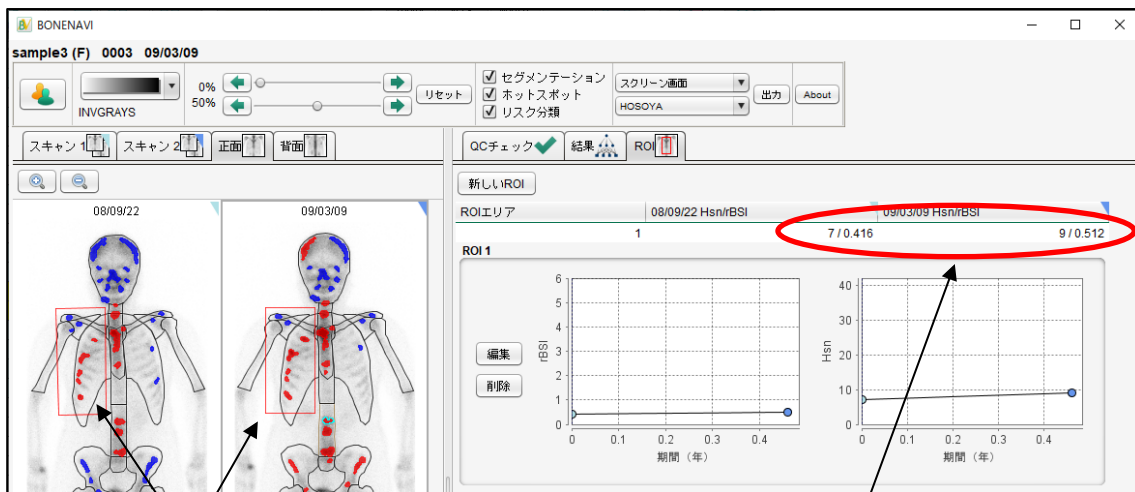 BONENAVI
sample3 (F) 0003 09/03/09
INVGRAYS
0%
50%
リセット
セグメンテーション
ホットスポット
リスク分類
スクリーン画面
HOSOYA
出力
About
スキャン 1
スキャン 2
正面
背面
08/09/22
09/03/09
QCチェック
結果
ROI
新しいROI
ROIエリア 08/09/22 Hsn/rBSI 09/03/09 Hsn/rBSI
1 7 / 0.416 9 / 0.512
ROI 1
編集
削除
rBSI
6
5
4
3
2
1
0
0 0.1 0.2 0.3 0.4
期間（年）
Hsn
40
30
20
10
0
0 0.1 0.2 0.3 0.4
期間（年）